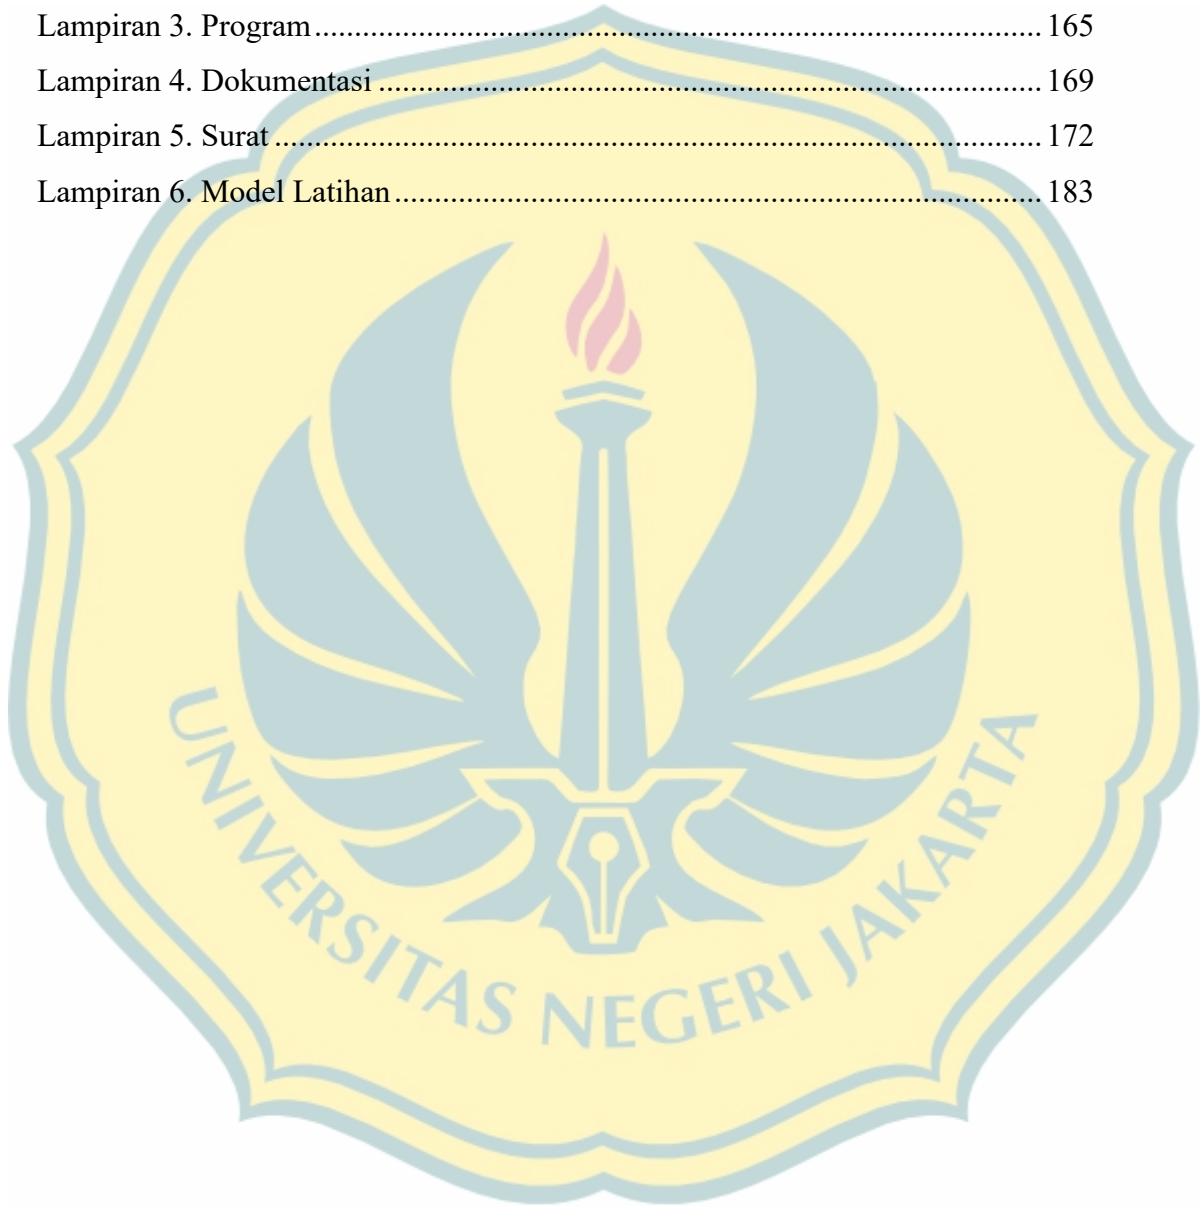 Lampiran 3. Program.......................................................................................... 165
Lampiran 4. Dokumentasi .................................................................................. 169
Lampiran 5. Surat ............................................................................................... 172
Lampiran 6. Model Latihan................................................................................ 183
UNIVERSITAS NEGERI JAKARTA